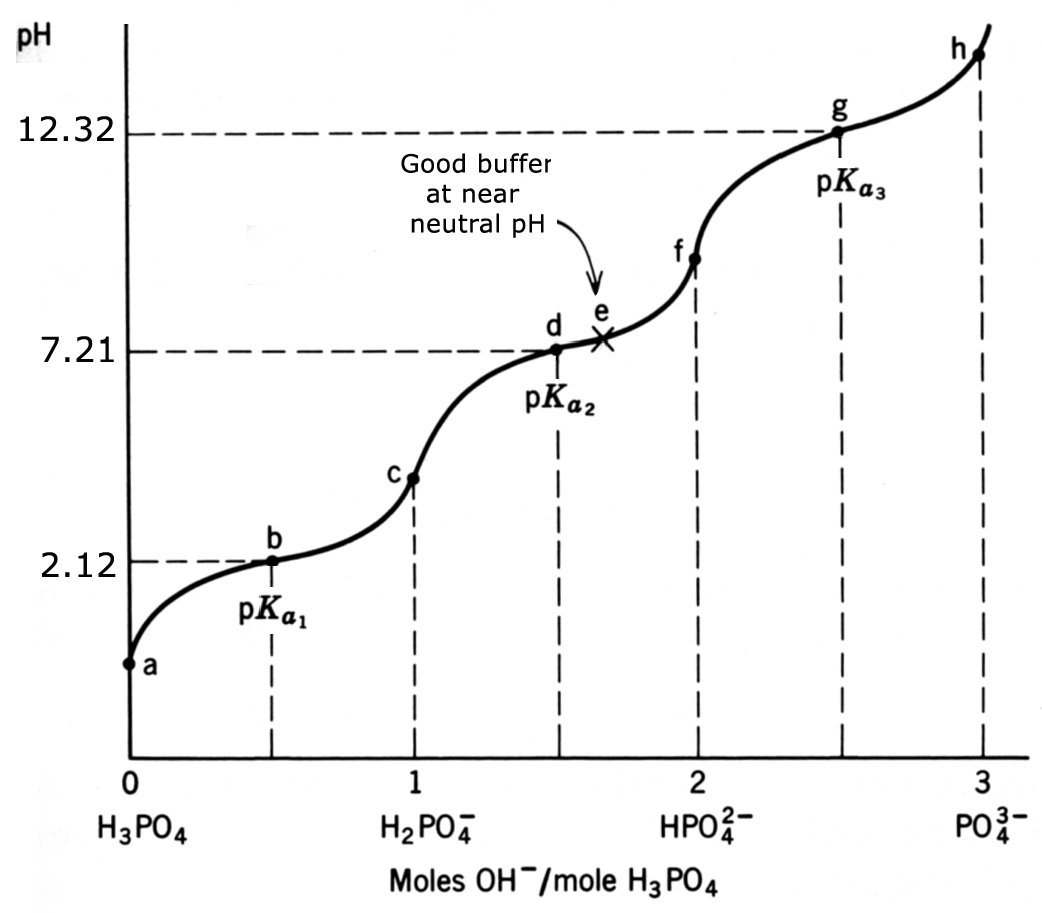 pH
h
12.32
g
Good buffer
at near
neutral pH
pKₐ₃
f
e
d
7.21
pKₐ₂
c
b
2.12
pKₐ₁
a
0 1 2 3
H₃PO₄ H₂PO₄⁻ HPO₄²⁻ PO₄³⁻
Moles OH⁻/mole H₃PO₄